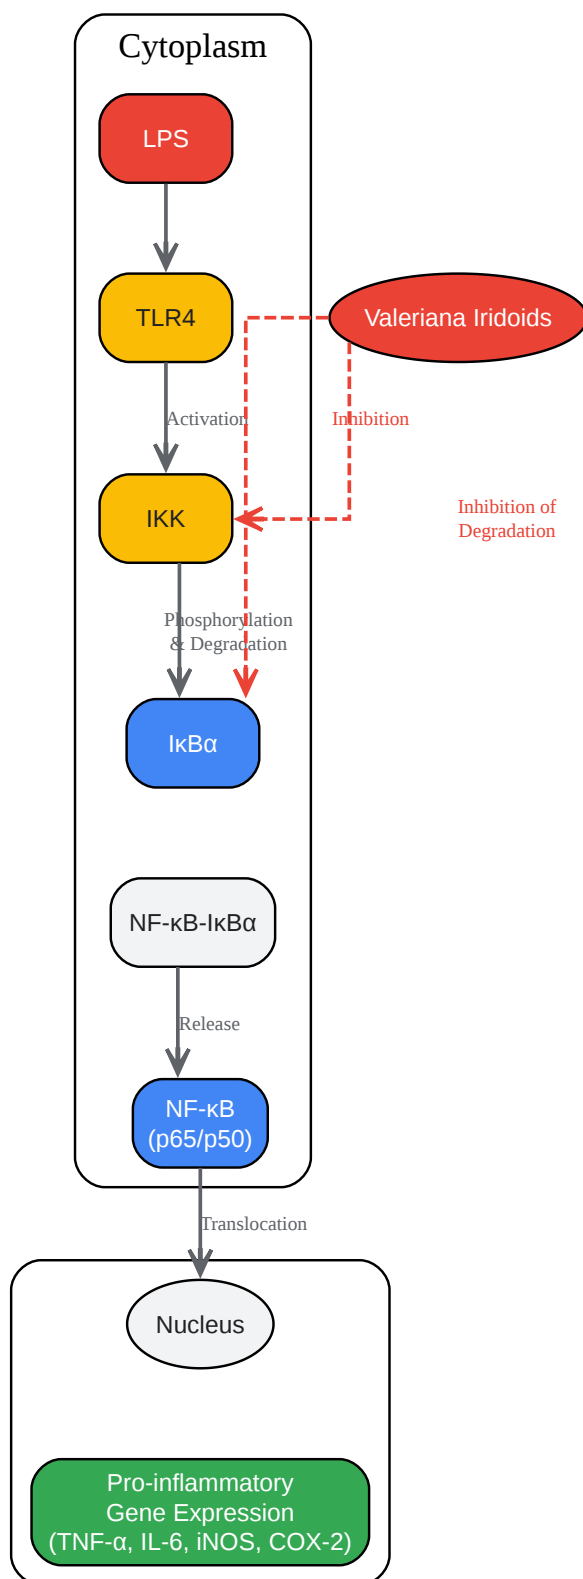 Cytoplasm
LPS
TLR4
Valeriana Iridoids
Activation
Inhibition
IKK
Inhibition of
Degradation
Phosphorylation
& Degradation
IκBα
NF-κB-IκBα
Release
NF-κB
(p65/p50)
Translocation
Nucleus
Pro-inflammatory
Gene Expression
(TNF-α, IL-6, iNOS, COX-2)